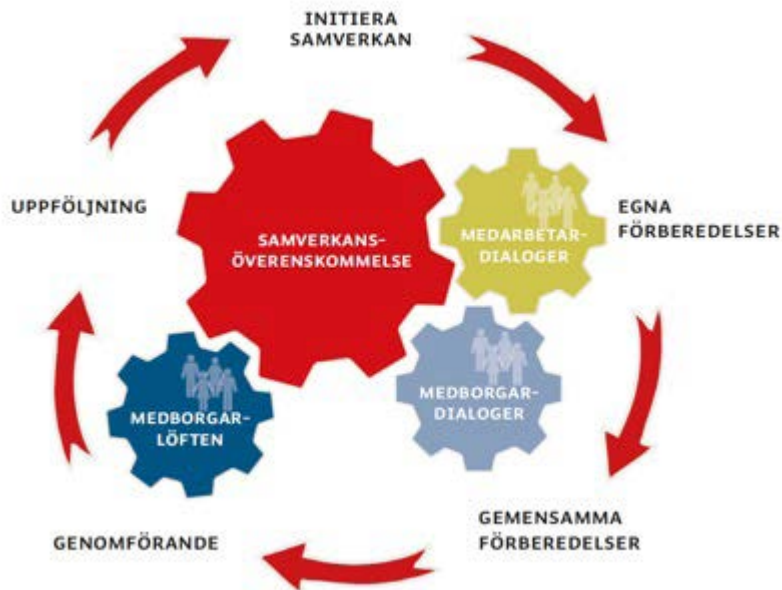 INITIERA
SAMVERKAN
EGNA
FÖRBEREDELSER
GEMENSAMMA
FÖRBEREDELSER
GENOMFÖRANDE
UPPFÖLJNING
SAMVERKANS-
ÖVERENSKOMMELSE
MEDARBETAR-
DIALOGER
MEDBORGAR-
DIALOGER
MEDBORGAR-
LÖFTEN